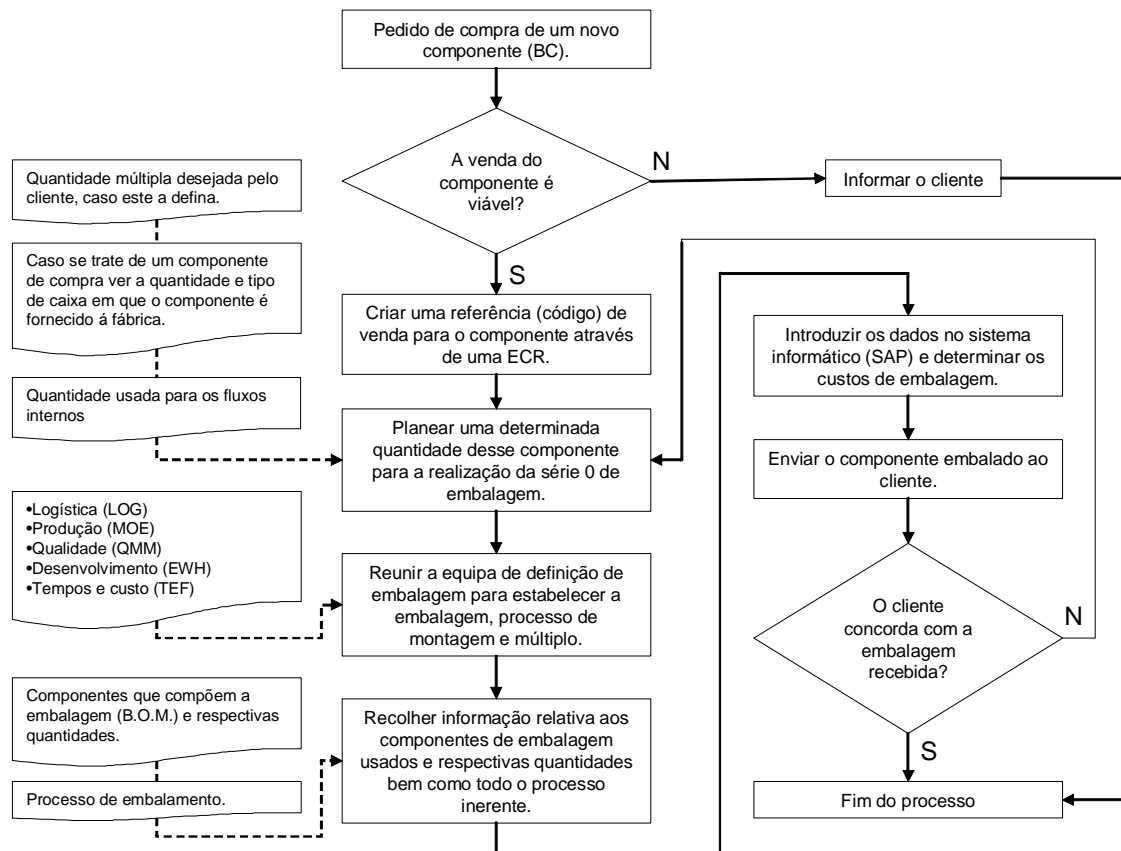 Pedido de compra de um novo
componente (BC).
A venda do
componente é
viável?
N
Informar o cliente
S
Quantidade múltipla desejada pelo
cliente, caso este a defina.
Caso se trate de um componente
de compra ver a quantidade e tipo
de caixa em que o componente é
fornecido á fábrica.
Quantidade usada para os fluxos
internos
Criar uma referência (código) de
venda para o componente através
de uma ECR.
Planear uma determinada
quantidade desse componente
para a realização da série 0 de
embalagem.
•Logística (LOG)
•Produção (MOE)
•Qualidade (QMM)
•Desenvolvimento (EWH)
•Tempos e custo (TEF)
Reunir a equipa de definição de
embalagem para estabelecer a
embalagem, processo de
montagem e múltiplo.
Componentes que compõem a
embalagem (B.O.M.) e respectivas
quantidades.
Processo de embalamento.
Recolher informação relativa aos
componentes de embalagem
usados e respectivas quantidades
bem como todo o processo
inerente.
Introduzir os dados no sistema
informático (SAP) e determinar os
custos de embalagem.
Enviar o componente embalado ao
cliente.
O cliente
concorda com a
embalagem
recebida?
N
S
Fim do processo